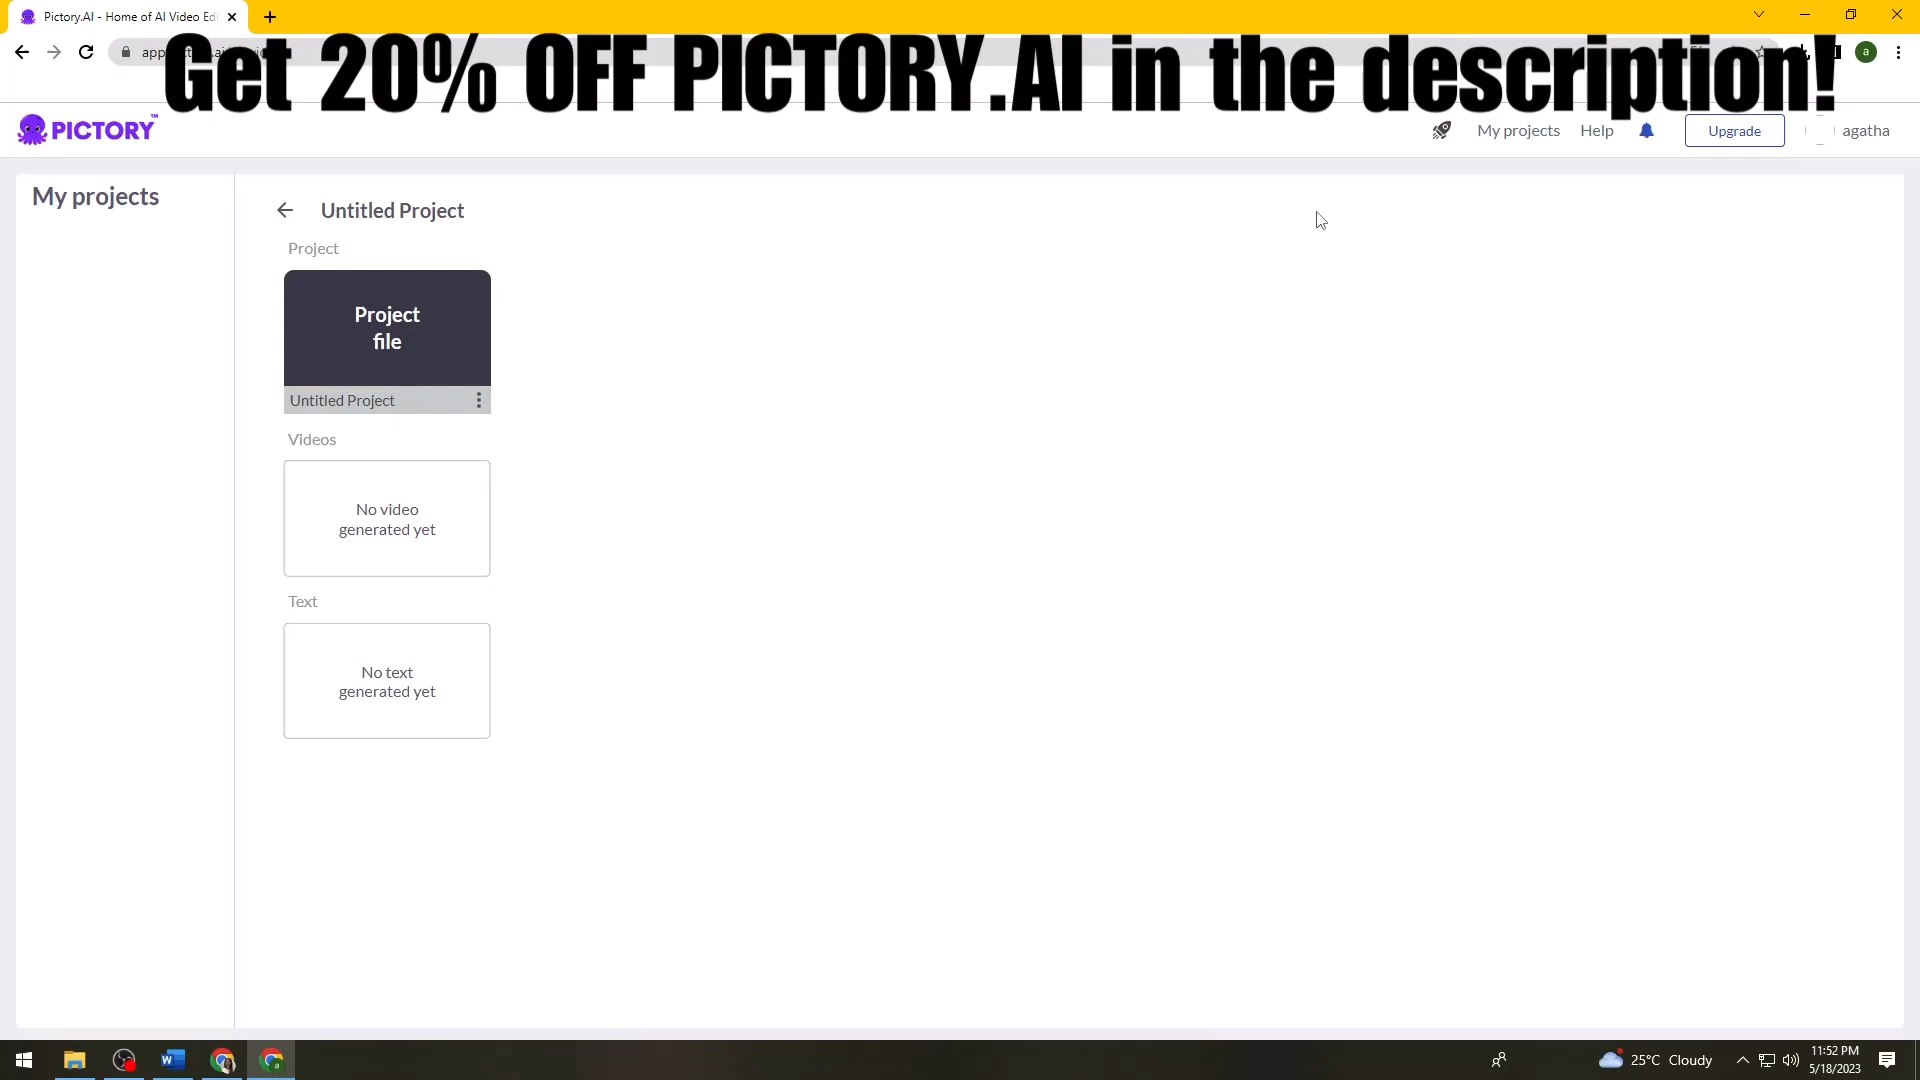 Pictory.AI - Home of AI Video Edi
Get 20% OFF PICTORY.AI in the description!
PICTORY™
My projects
Help
Upgrade
agatha
My projects
Untitled Project
Project
Project
file
Untitled Project
Videos
No video
generated yet
Text
No text
generated yet
25°C Cloudy
11:52 PM
5/18/2023